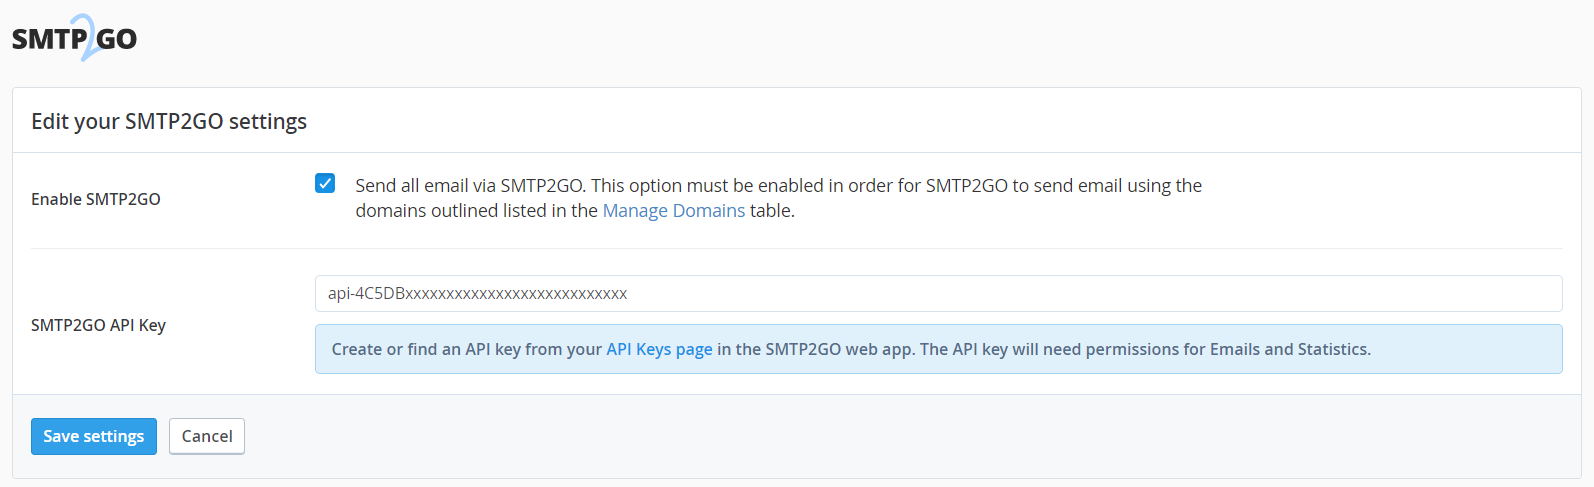 SMTP2GO
Edit your SMTP2GO settings
Enable SMTP2GO
Send all email via SMTP2GO. This option must be enabled in order for SMTP2GO to send email using the
domains outlined listed in the Manage Domains table.
SMTP2GO API Key
api-4C5DBxxxxxxxxxxxxxxxxxxxxxxxxxxx
Create or find an API key from your API Keys page in the SMTP2GO web app. The API key will need permissions for Emails and Statistics.
Save settings
Cancel